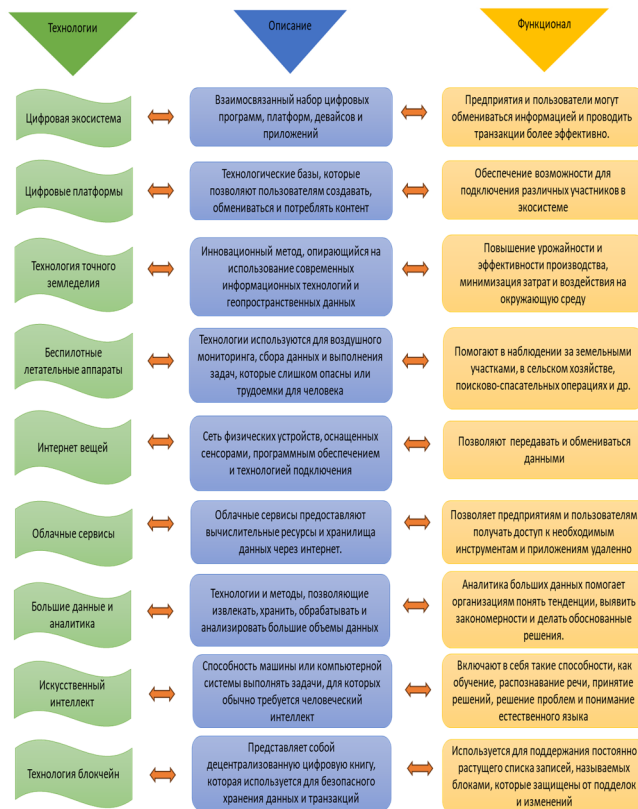 Технологии
Описание
Функционал
Цифровая экосистема
Взаимосвязанный набор цифровых
программ, платформ, девайсов и
приложений
Предприятия и пользователи могут
обмениваться информацией и проводить
транзакции более эффективно.
Цифровые платформы
Технологические базы, которые
позволяют пользователям создавать,
обмениваться и потреблять контент
Обеспечение возможности для
подключения различных участников в
экосистеме
Технология точного
земледелия
Инновационный метод, опирающийся на
использование современных
информационных технологий и
геопространственных данных
Повышение урожайности и
эффективности производства,
минимизация затрат и воздействия на
окружающую среду
Беспилотные
летательные аппараты
Технологии используются для воздушного
мониторинга, сбора данных и выполнения
задач, которые слишком опасны или
трудоемки для человека
Помогают в наблюдении за земельными
участками, в сельском хозяйстве,
поисково-спасательных операциях и др.
Интернет вещей
Сеть физических устройств, оснащенных
сенсорами, программным обеспечением
и технологией подключения
Позволяют передавать и обмениваться
данными
Облачные сервисы
Облачные сервисы предоставляют
вычислительные ресурсы и хранилища
данных через интернет.
Позволяет предприятиям и пользователям
получать доступ к необходимым
инструментам и приложениям удаленно
Большие данные и
аналитика
Технологии и методы, позволяющие
извлекать, хранить, обрабатывать и
анализировать большие объемы данных
Аналитика больших данных помогает
организациям понять тенденции, выявить
закономерности и делать обоснованные
решения.
Искусственный
интеллект
Способность машины или компьютерной
системы выполнять задачи, для которых
обычно требуется человеческий
интеллект
Включают в себя такие способности, как
обучение, распознавание речи, принятие
решений, решение проблем и понимание
естественного языка
Технология блокчейн
Представляет собой
децентрализованную цифровую книгу,
которая используется для безопасного
хранения данных и транзакций
Используется для поддержания постоянно
растущего списка записей, называемых
блоками, которые защищены от подделок
и изменений